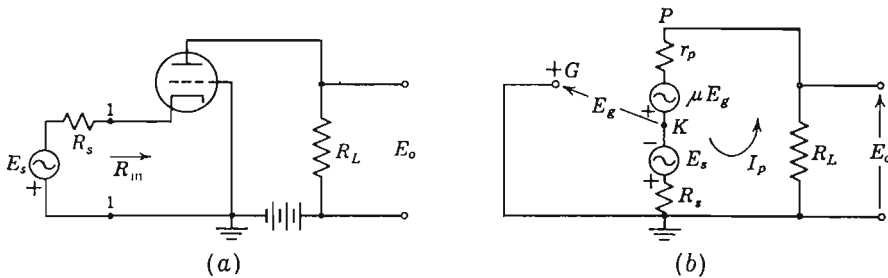 E_s
+
R_s
1
R_in
1
R_L
E_o
(a)
P
r_p
+
G
E_g
μE_g
+
K
−
E_s
+
R_s
I_p
R_L
E_o
(b)